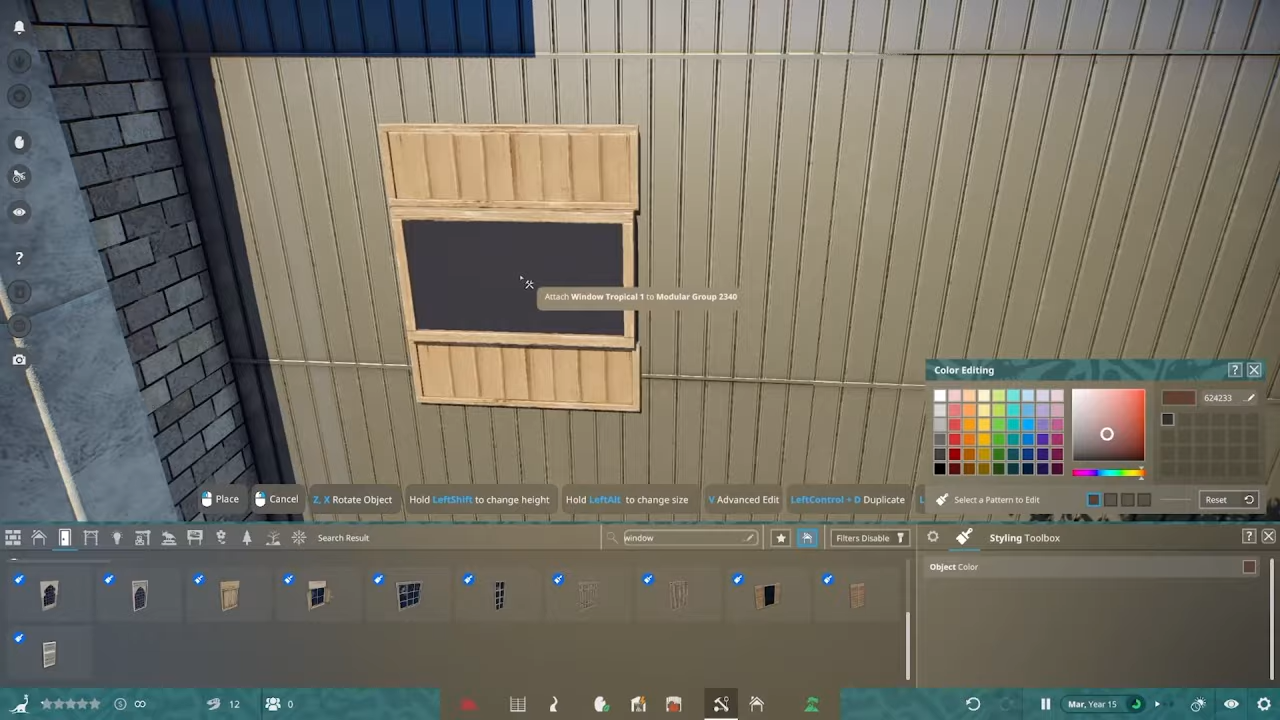 Attach Window Tropical 1 to Modular Group 2340
Color Editing
?
624233
Select a Pattern to Edit
Reset
Place
Cancel
Z, X Rotate Object
Hold LeftShift to change height
Hold LeftAlt to change size
V Advanced Edit
LeftControl + D Duplicate
L
?
Search Result
window
Filters Disable
Styling Toolbox
?
Object Color
∞
12
0
Mar, Year 15